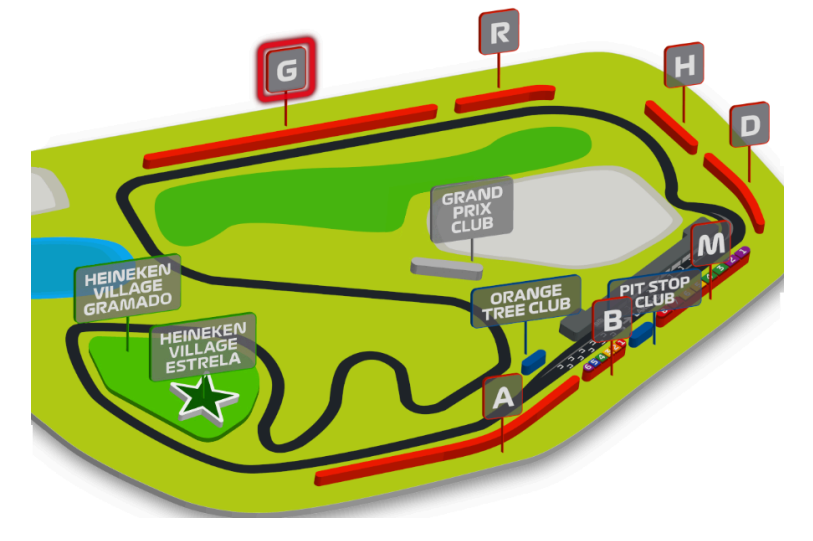 R
G
H
D
GRAND
PRIX
CLUB
M
HEINEKEN
VILLAGE
GRAMADO
ORANGE
TREE CLUB
PIT STOP
CLUB
B
HEINEKEN
VILLAGE
ESTRELA
A